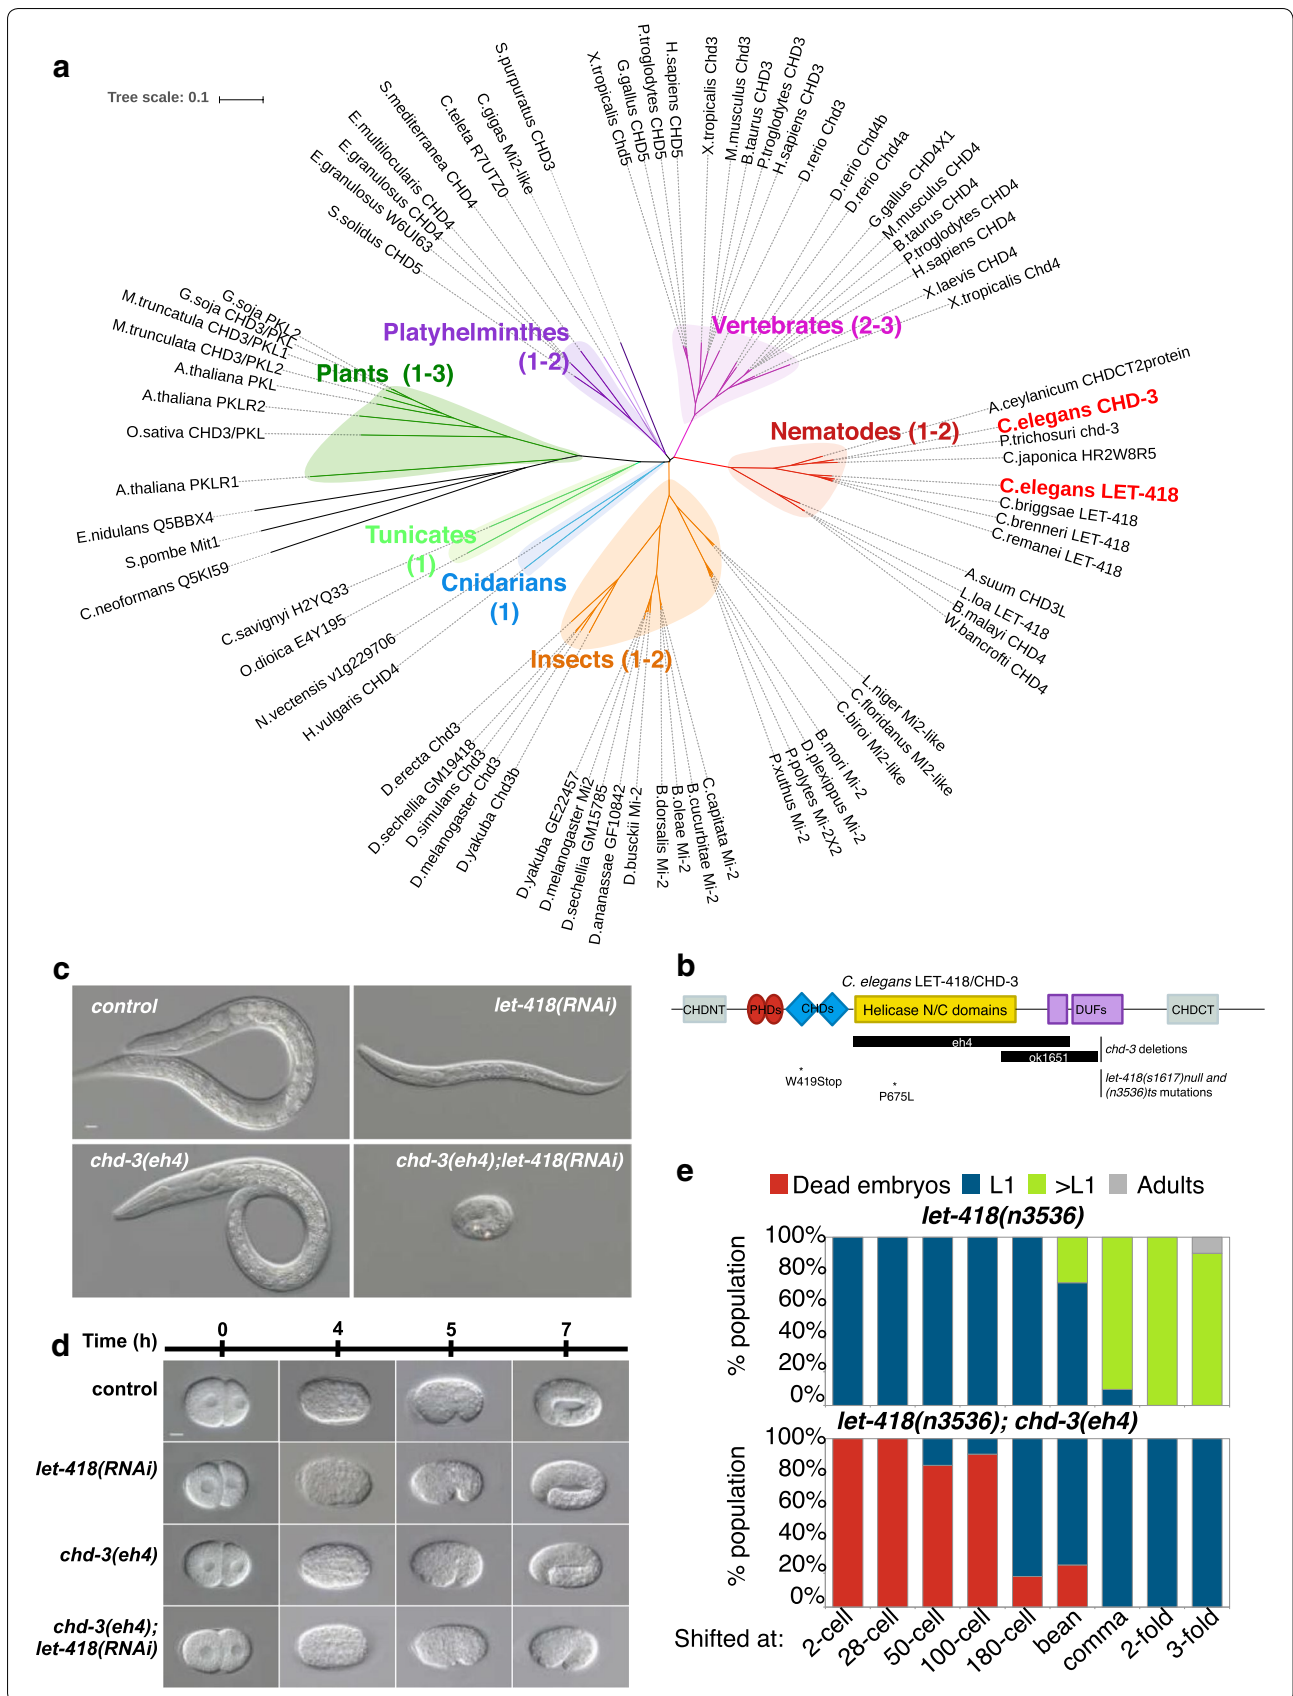 a
Tree scale: 0.1
S.purpuratus CHD3
C.gigas Mi2-like
C.teleta R7UTZ0
S.mediterranea CHD4
E.multilocularis CHD4
E.granulosus CHD4
E.granulosus W6UI63
S.solidus CHD5
X.tropicalis Chd5
G.gallus CHD5
P.troglodytes CHD5
H.sapiens CHD5
X.tropicalis Chd3
M.musculus Chd3
B.taurus CHD3
P.troglodytes CHD3
H.sapiens CHD3
D.rerio Chd3
D.rerio Chd4b
D.rerio Chd4a
G.gallus CHD4X1
M.musculus CHD4
B.taurus CHD4
P.troglodytes CHD4
H.sapiens CHD4
X.laevis CHD4
X.tropicalis Chd4
Platyhelminthes
(1-2)
Vertebrates (2-3)
Plants (1-3)
G.soja PKL2
G.soja CHD3/PKL
M.truncatula CHD3/PKL1
M.trunculata CHD3/PKL2
A.thaliana PKL
A.thaliana PKLR2
O.sativa CHD3/PKL
A.thaliana PKLR1
E.nidulans Q5BBX4
S.pombe Mit1
C.neoformans Q5KI59
Nematodes (1-2)
A.ceylanicum CHDCT2protein
C.elegans CHD-3
P.trichosuri chd-3
C.japonica HR2W8R5
C.elegans LET-418
C.briggsae LET-418
C.brenneri LET-418
C.remanei LET-418
A.suum CHD3L
L.loa LET-418
B.malayi CHD4
W.bancrofti CHD4
Tunicates
(1)
Cnidarians
(1)
C.savignyi H2YQ33
O.dioica E4Y195
N.vectensis v1g229706
H.vulgaris CHD4
Insects (1-2)
D.erecta Chd3
D.sechellia GM19418
D.simulans Chd3
D.melanogaster Chd3
D.yakuba Chd3b
D.yakuba GE22457
D.melanogaster Mi2
D.sechellia GM15785
D.ananassae GF10842
D.busckii Mi-2
B.dorsalis Mi-2
B.oleae Mi-2
B.cucurbitae Mi-2
C.capitata Mi-2
P.xuthus Mi-2
P.polytes Mi-2X2
D.plexippus Mi-2
B.mori Mi-2
C.biroi Mi2-like
C.floridanus MI2-like
L.niger Mi2-like
b
C. elegans LET-418/CHD-3
CHDNT
PHDs
CHDs
Helicase N/C domains
DUFs
CHDCT
eh4
ok1651
chd-3 deletions
*
W419Stop
*
P675L
let-418(s1617)null and
(n3536)ts mutations
c
control
let-418(RNAi)
chd-3(eh4)
chd-3(eh4);let-418(RNAi)
d
Time (h)
0
4
5
7
control
let-418(RNAi)
chd-3(eh4)
chd-3(eh4);
let-418(RNAi)
e
Dead embryos
L1
>L1
Adults
let-418(n3536)
% population
100%
80%
60%
40%
20%
0%
let-418(n3536); chd-3(eh4)
% population
100%
80%
60%
40%
20%
0%
Shifted at:
2-cell
28-cell
50-cell
100-cell
180-cell
bean
comma
2-fold
3-fold